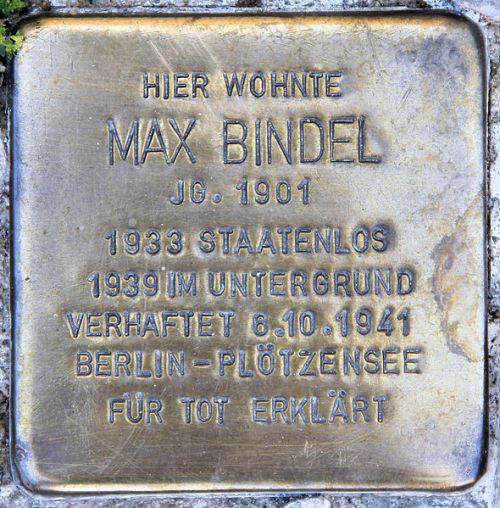 HIER WOHNTE
MAX BINDEL
JG. 1901
1933 STAATENLOS
1939 IM UNTERGRUND
VERHAFTET 6.10.1941
BERLIN-PLÖTZENSEE
FÜR TOT ERKLÄRT